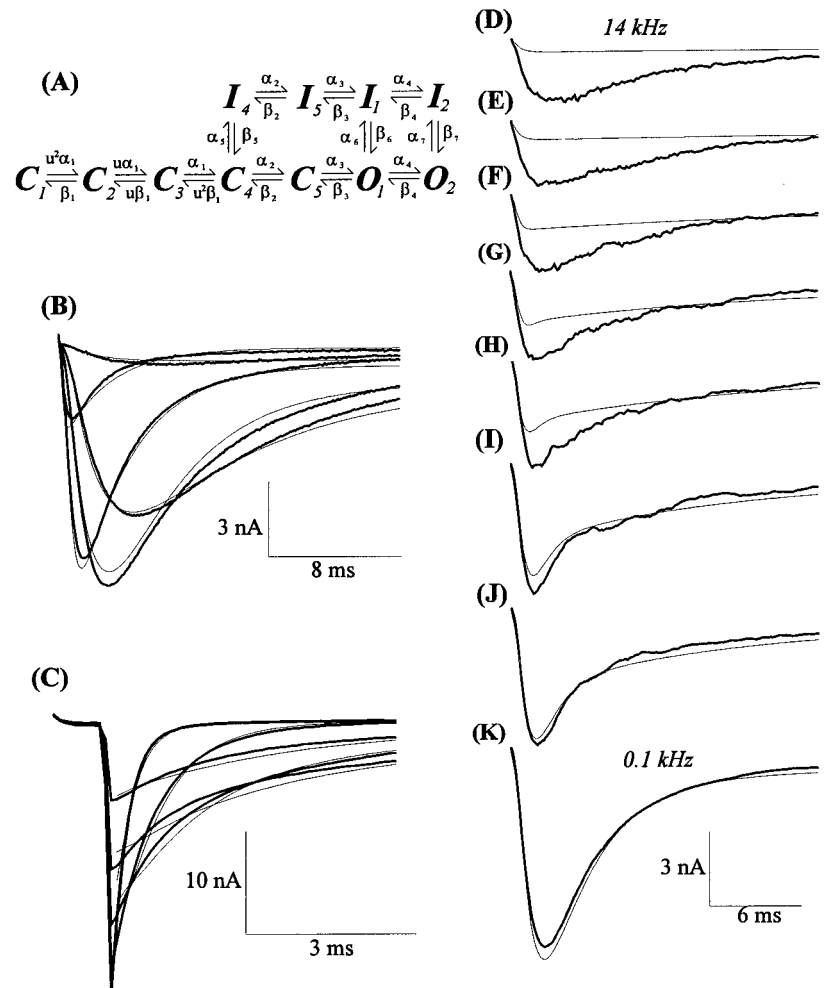 (A)
α₂ α₃ α₄
I₄ ⇌ I₅ ⇌ I₁ ⇌ I₂
β₂ β₃ β₄
α₅ ⇅ β₅ α₆ ⇅ β₆ α₇ ⇅ β₇
u²α₁ uα₁ α₁ α₂ α₃ α₄
C₁ ⇌ C₂ ⇌ C₃ ⇌ C₄ ⇌ C₅ ⇌ O₁ ⇌ O₂
β₁ uβ₁ u²β₁ β₂ β₃ β₄
(B)
3 nA
8 ms
(C)
10 nA
3 ms
(D)
14 kHz
(E)
(F)
(G)
(H)
(I)
(J)
(K)
0.1 kHz
3 nA
6 ms